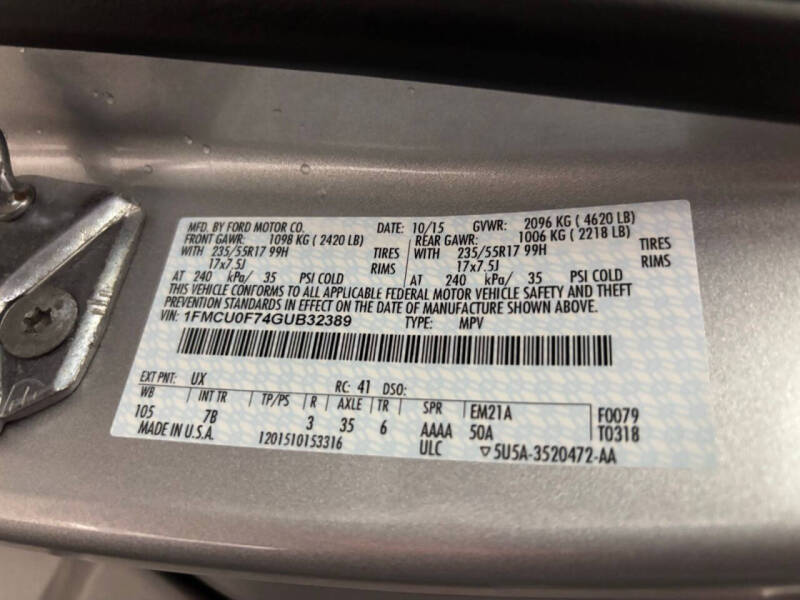 MFD. BY FORD MOTOR CO. DATE: 10/15 GVWR: 2096 KG ( 4620 LB)
FRONT GAWR: 1098 KG ( 2420 LB) REAR GAWR: 1006 KG ( 2218 LB)
WITH 235/55R17 99H TIRES WITH 235/55R17 99H TIRES
17x7.5J RIMS 17x7.5J RIMS
AT 240 kPa/ 35 PSI COLD AT 240 kPa/ 35 PSI COLD
THIS VEHICLE CONFORMS TO ALL APPLICABLE FEDERAL MOTOR VEHICLE SAFETY AND THEFT
PREVENTION STANDARDS IN EFFECT ON THE DATE OF MANUFACTURE SHOWN ABOVE.
VIN: 1FMCU0F74GUB32389 TYPE: MPV
EXT PNT: UX RC: 41 DSO:
WB INT TR TP/PS R AXLE TR SPR EM21A F0079
105 7B 3 35 6 AAAA 50A T0318
MADE IN U.S.A. 1201510153316 ULC ▽5U5A-3520472-AA